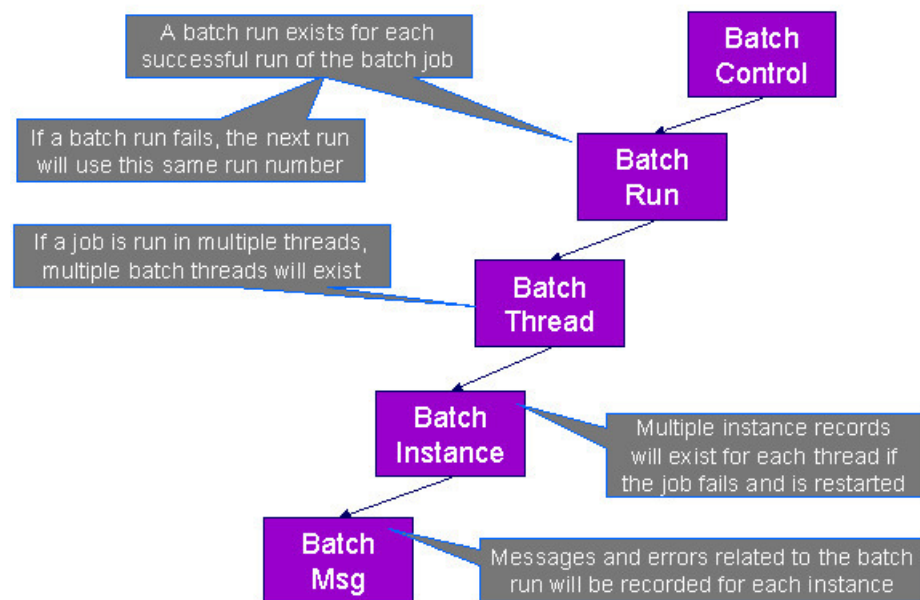 A batch run exists for each
successful run of the batch job
Batch
Control
If a batch run fails, the next run
will use this same run number
Batch
Run
If a job is run in multiple threads,
multiple batch threads will exist
Batch
Thread
Batch
Instance
Multiple instance records
will exist for each thread if
the job fails and is restarted
Batch
Msg
Messages and errors related to the batch
run will be recorded for each instance